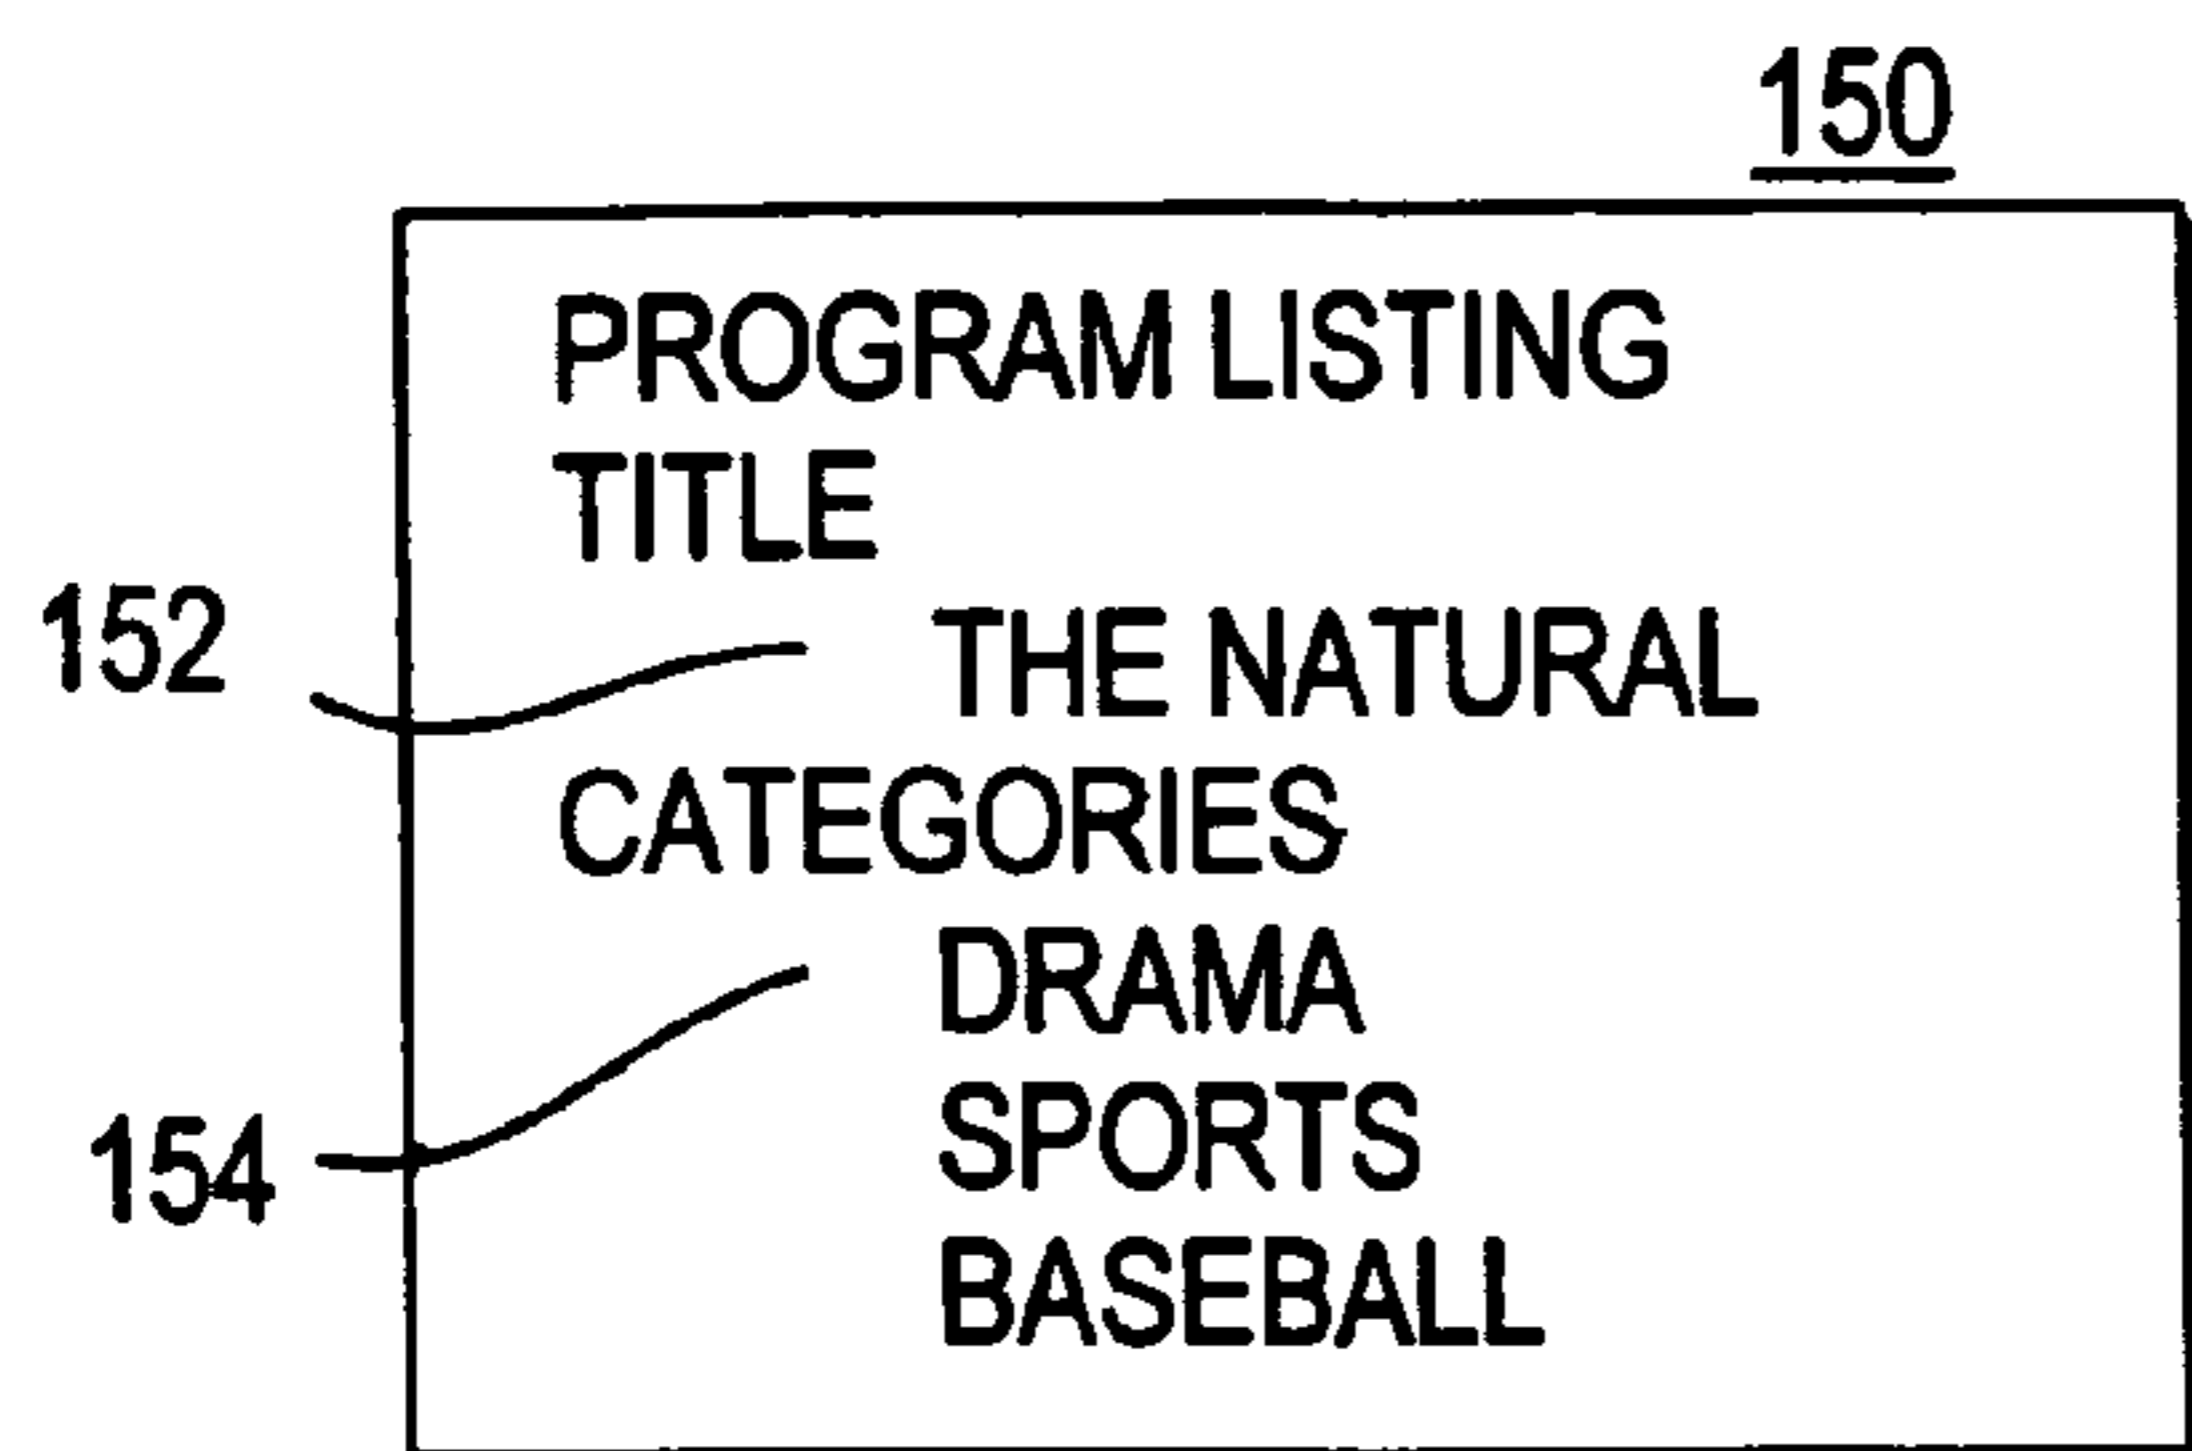 150
PROGRAM LISTING
TITLE
152
THE NATURAL
CATEGORIES
DRAMA
154
SPORTS
BASEBALL